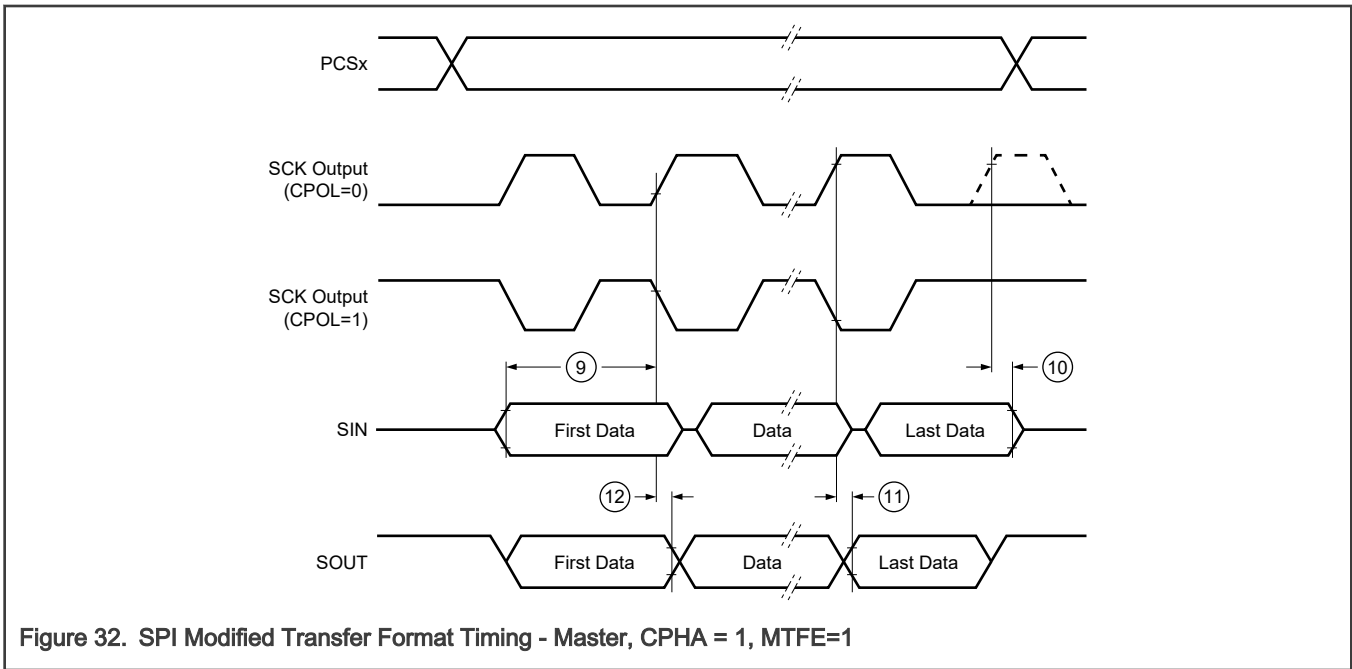 PCSx
SCK Output
(CPOL=0)
SCK Output
(CPOL=1)
9
10
SIN
First Data
Data
Last Data
12
11
SOUT
First Data
Data
Last Data
Figure 32. SPI Modified Transfer Format Timing - Master, CPHA = 1, MTFE=1